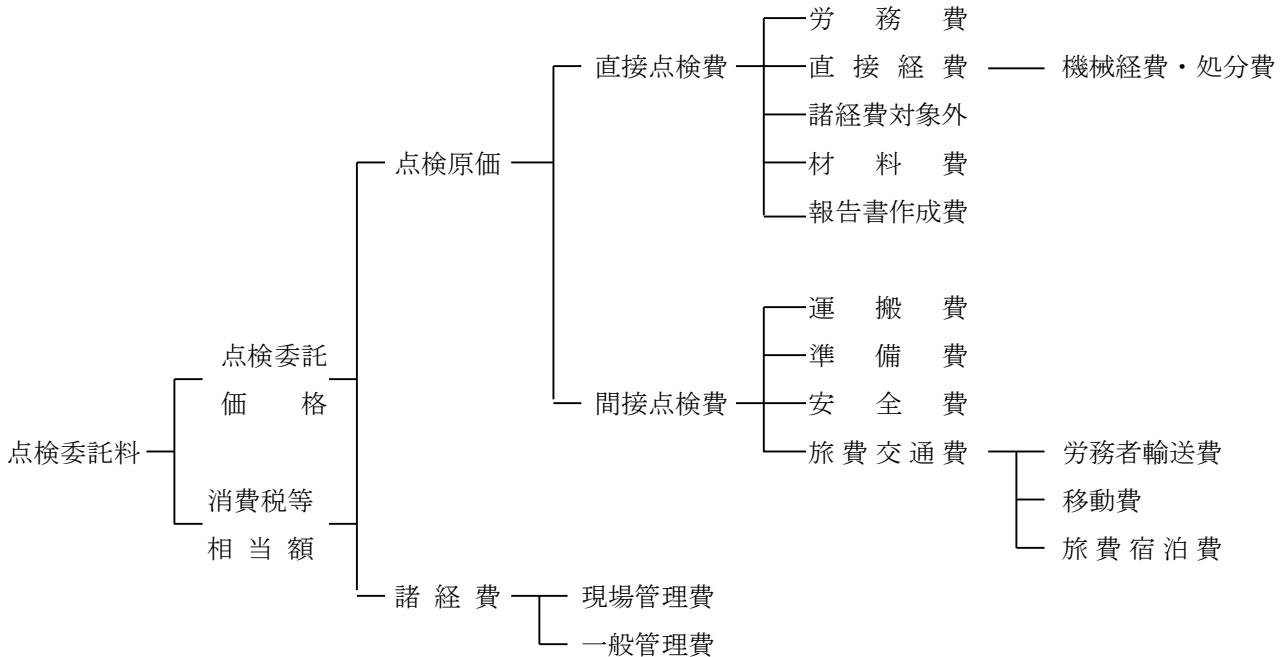 労務費
直接点検費
直接経費
機械経費・処分費
諸経費対象外
点検原価
材料費
報告書作成費
運搬費
点検委託
準備費
価格
間接点検費
安全費
点検委託料
旅費交通費
労務者輸送費
消費税等
移動費
相当額
旅費宿泊費
諸経費
現場管理費
一般管理費